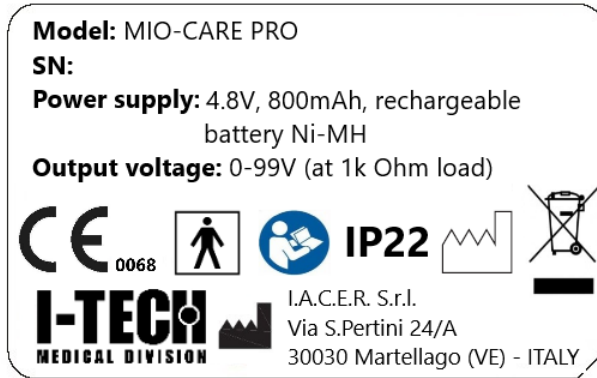 Model: MIO-CARE PRO
SN:
Power supply: 4.8V, 800mAh, rechargeable
battery Ni-MH
Output voltage: 0-99V (at 1k Ohm load)
CE 0068 IP22
I-TECH
MEDICAL DIVISION
I.A.C.E.R. S.r.l.
Via S.Pertini 24/A
30030 Martellago (VE) - ITALY